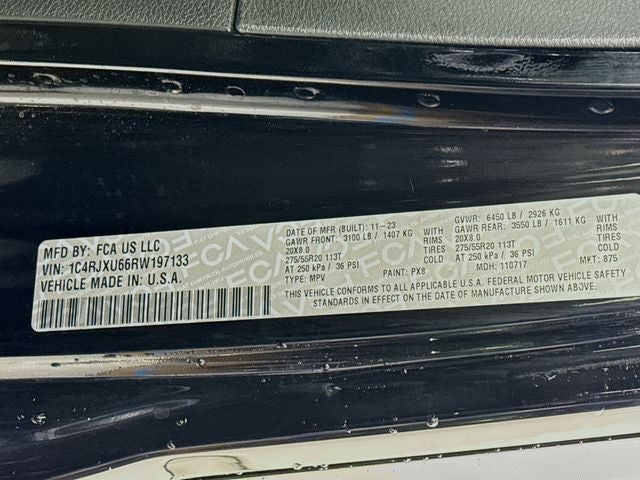 MFD BY: FCA US LLC
VIN: 1C4RJXU66RW197133
VEHICLE MADE IN: U.S.A.
DATE OF MFR (BUILT): 11-23
GAWR FRONT: 3100 LB / 1407 KG WITH
20X8.0 RIMS
275/55R20 113T TIRES
AT 250 kPa / 36 PSI
TYPE: MPV PAINT: PX8
GVWR: 6450 LB / 2926 KG
GAWR REAR: 3550 LB / 1611 KG WITH
20X8.0 RIMS
275/55R20 113T TIRES
AT 250 kPa / 36 PSI
MDH: 110717 MKT: 875
THIS VEHICLE CONFORMS TO ALL APPLICABLE U.S.A. FEDERAL MOTOR VEHICLE SAFETY
STANDARDS IN EFFECT ON THE DATE OF MANUFACTURE SHOWN ABOVE.